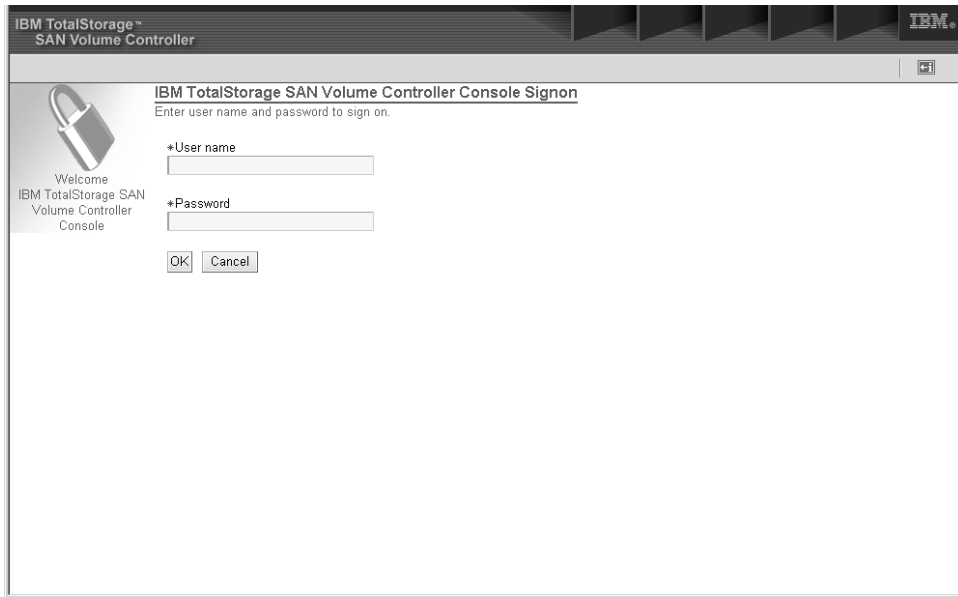 IBM TotalStorage™
SAN Volume Controller
IBM®
IBM TotalStorage SAN Volume Controller Console Signon
Enter user name and password to sign on.
Welcome
IBM TotalStorage SAN
Volume Controller
Console
*User name
*Password
OK Cancel